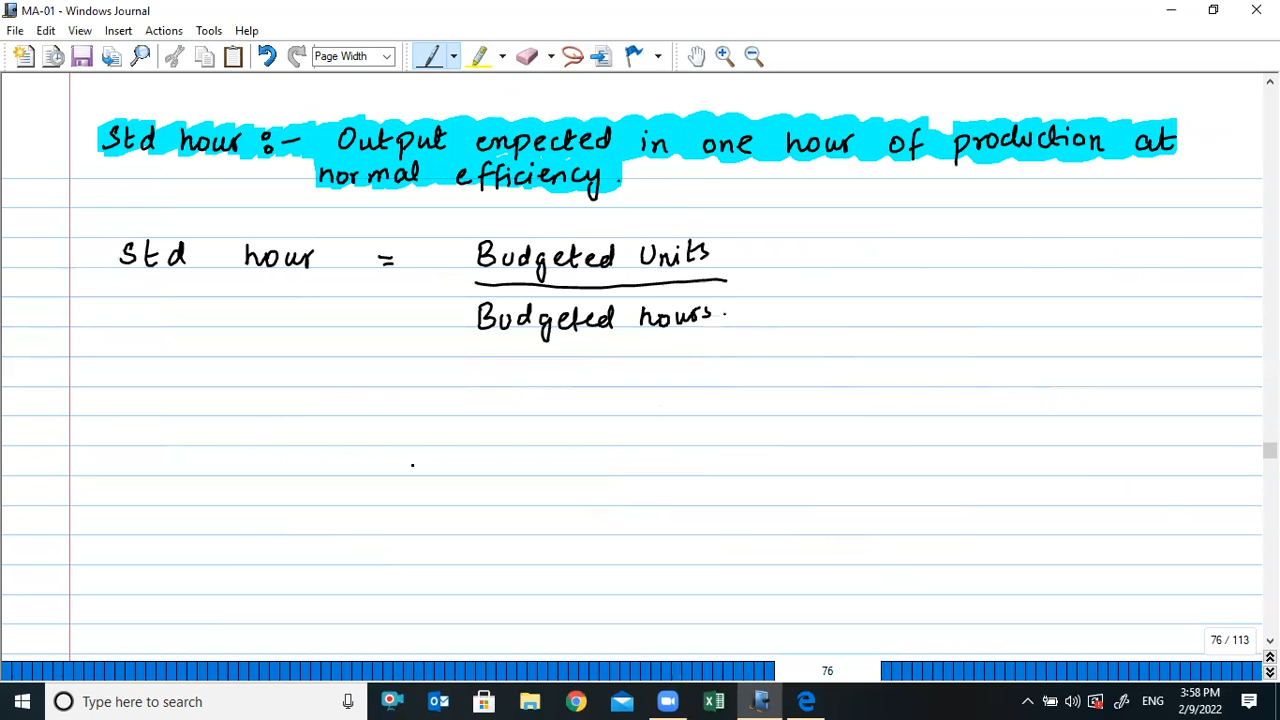 MA-01 - Windows Journal
File Edit View Insert Actions Tools Help
Page Width
Std hour :- Output enpected in one hour of production at
normal efficiency.
Std hour = Budgeted Units
Budgeted hours.
76 / 113
76
Type here to search
ENG
3:58 PM
2/9/2022